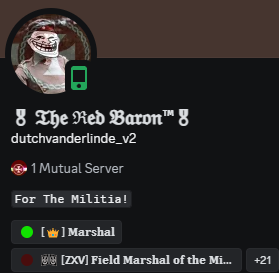 🎖 𝕿𝖍𝖊 ℜ𝖊𝖉 𝕭𝖆𝖗𝖔𝖓™🎖
dutchvanderlinde_v2
1 Mutual Server
For The Militia!
[👑] Marshal
[ZXV] Field Marshal of the Mi...
+21